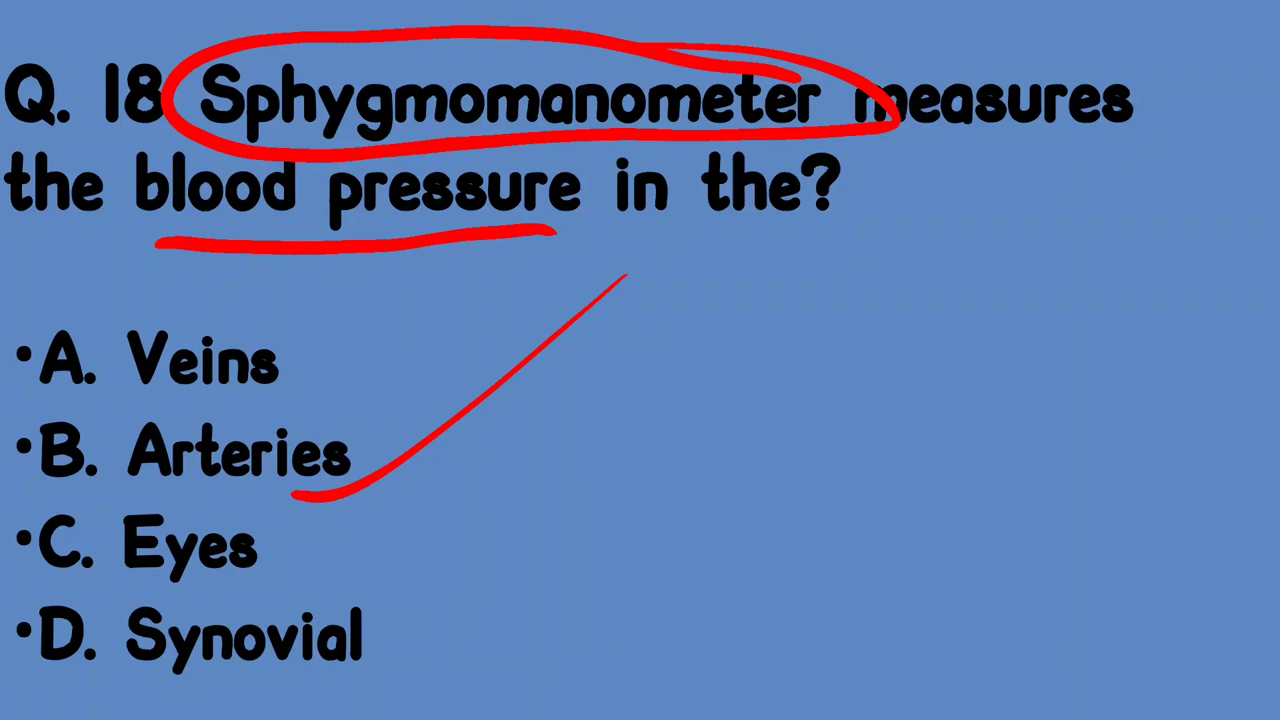 Q. 18 Sphygmomanometer measures
the blood pressure in the?
•A. Veins
•B. Arteries
•C. Eyes
•D. Synovial